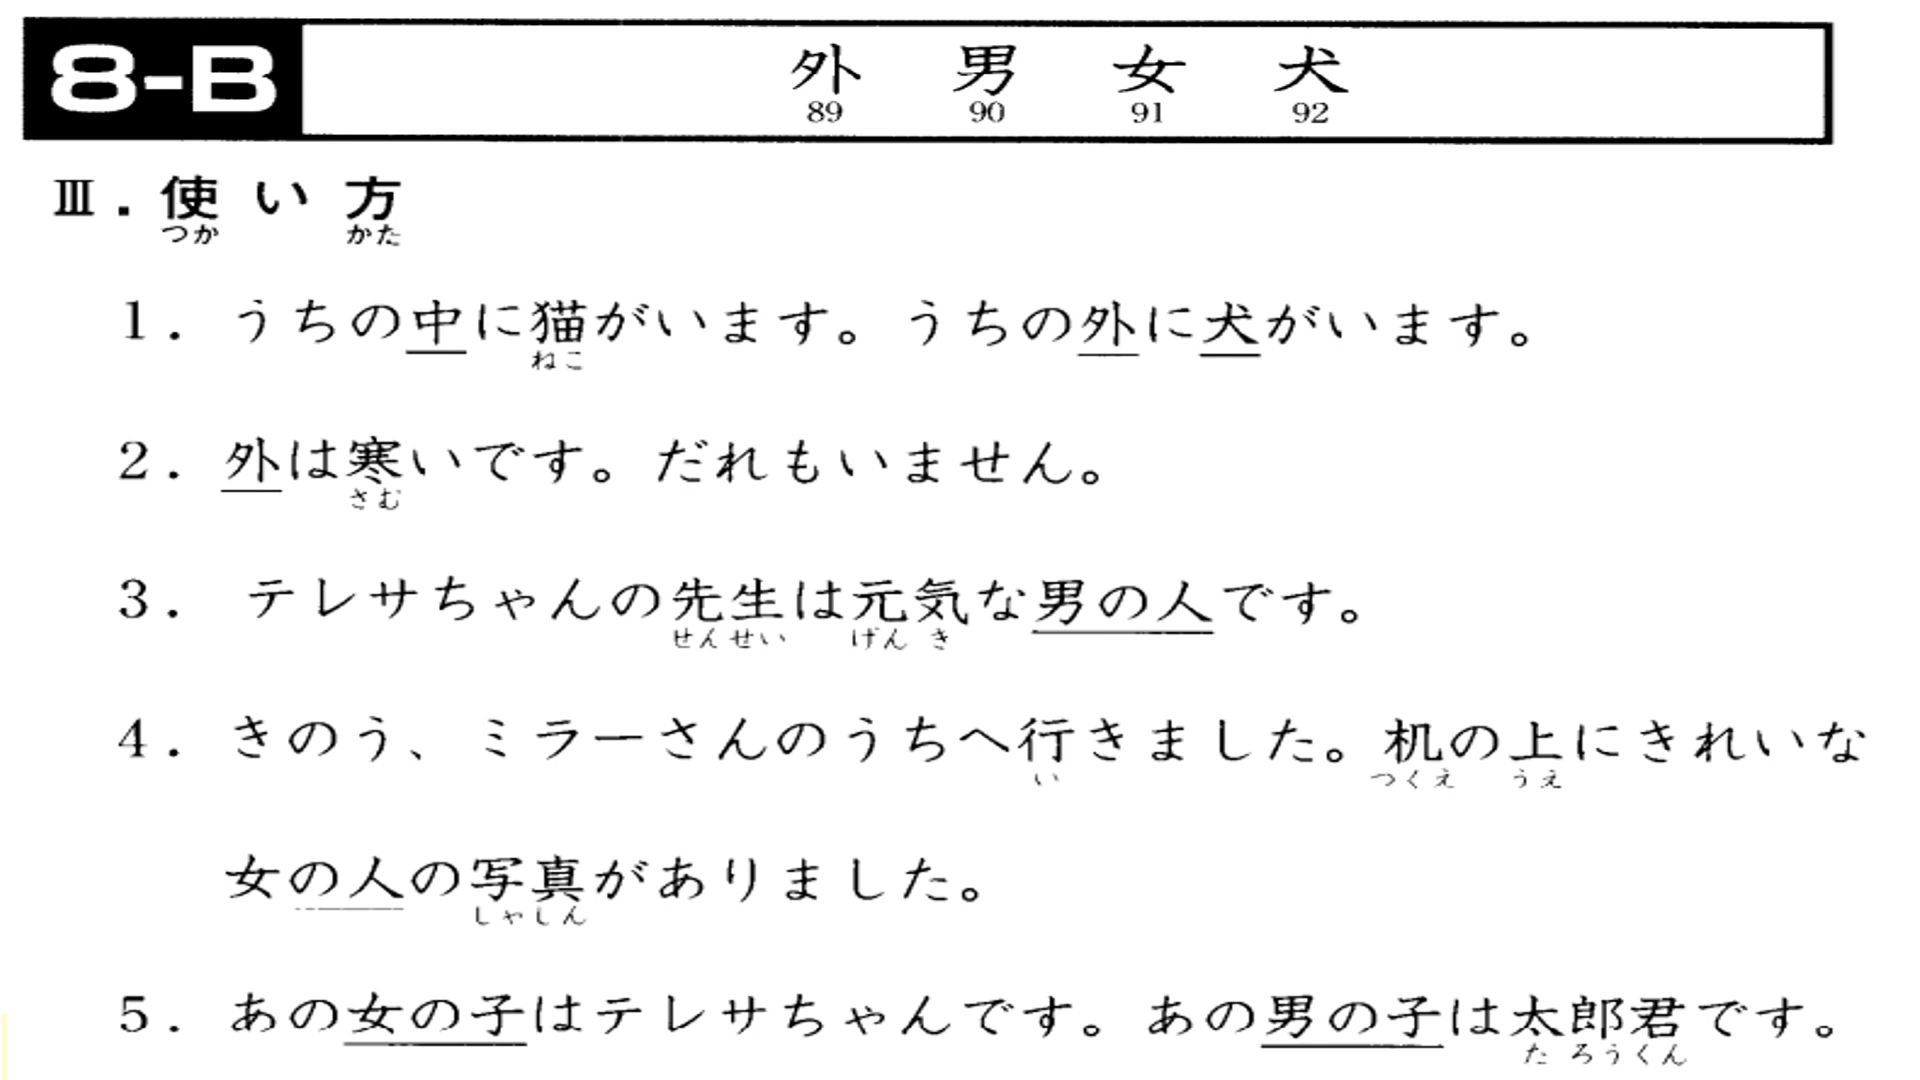 8-B 外 男 女 犬
89 90 91 92
Ⅲ. 使い方
つか かた
1. うちの中に猫がいます。うちの外に犬がいます。
ねこ
2. 外は寒いです。だれもいません。
さむ
3. テレサちゃんの先生は元気な男の人です。
せんせい げんき
4. きのう、ミラーさんのうちへ行きました。机の上にきれいな
い つくえ うえ
女の人の写真がありました。
しゃしん
5. あの女の子はテレサちゃんです。あの男の子は太郎君です。
たろうくん